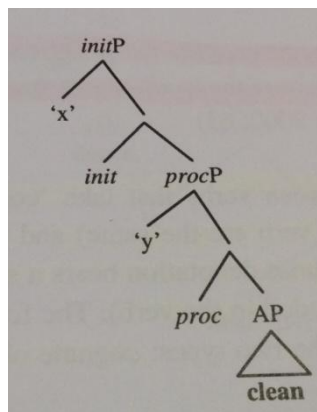 initP
‘x’
init procP
‘y’
proc AP
clean